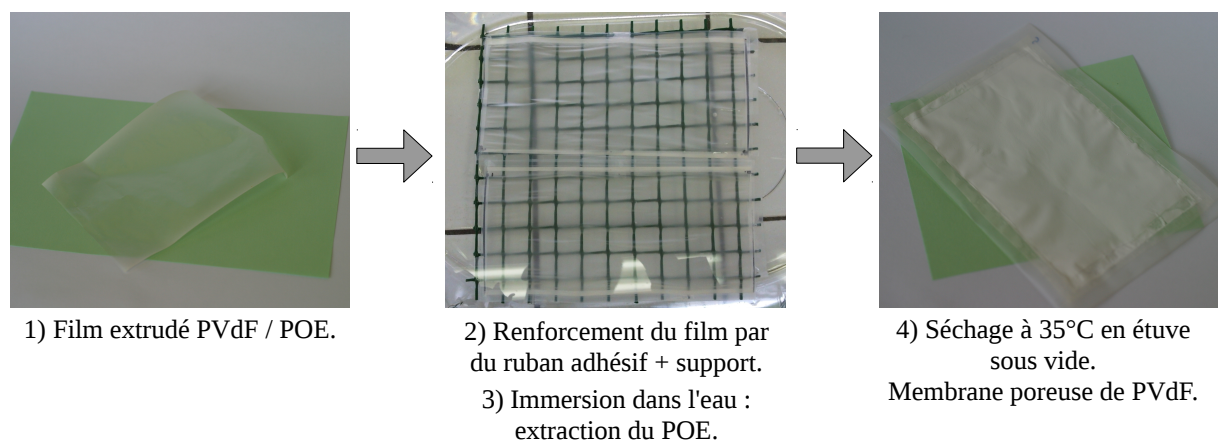 1) Film extrudé PVdF / POE.
2) Renforcement du film par
du ruban adhésif + support.
3) Immersion dans l'eau :
extraction du POE.
4) Séchage à 35°C en étuve
sous vide.
Membrane poreuse de PVdF.